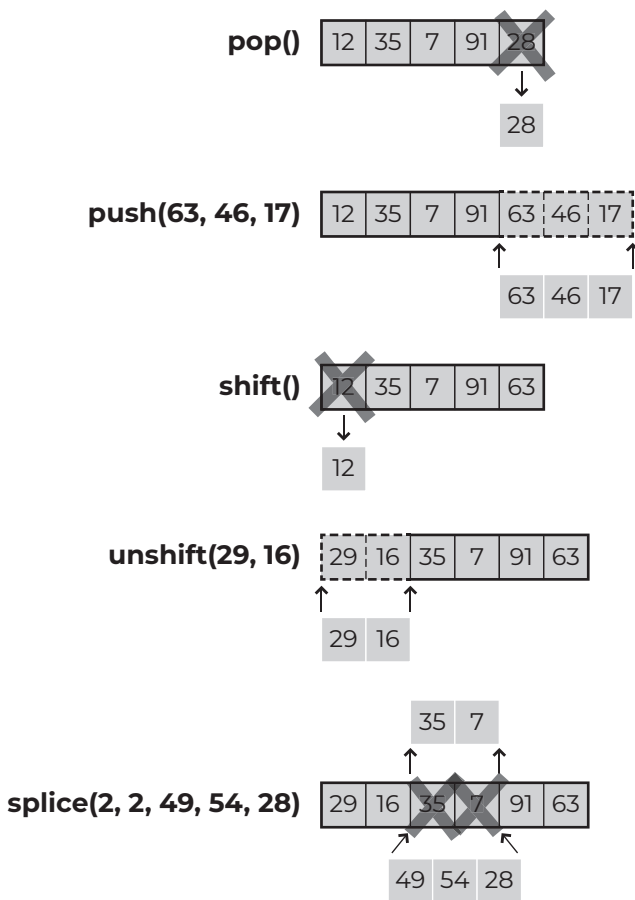 pop() 12 35 7 91 28
28
push(63, 46, 17) 12 35 7 91 63 46 17
63 46 17
shift() 12 35 7 91 63
12
unshift(29, 16) 29 16 35 7 91 63
29 16
35 7
splice(2, 2, 49, 54, 28) 29 16 35 7 91 63
49 54 28